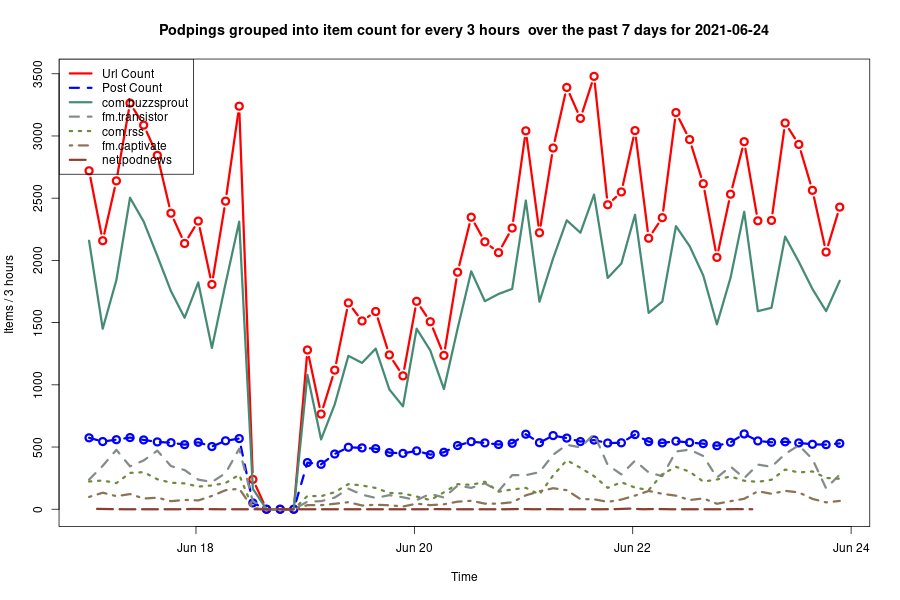 Podpings grouped into item count for every 3 hours  over the past 7 days for 2021-06-24
Url Count
Post Count
com.buzzsprout
fm.transistor
com.rss
fm.captivate
net.podnews
Items / 3 hours
3500
3000
2500
2000
1500
1000
500
0
Jun 18
Jun 20
Jun 22
Jun 24
Time